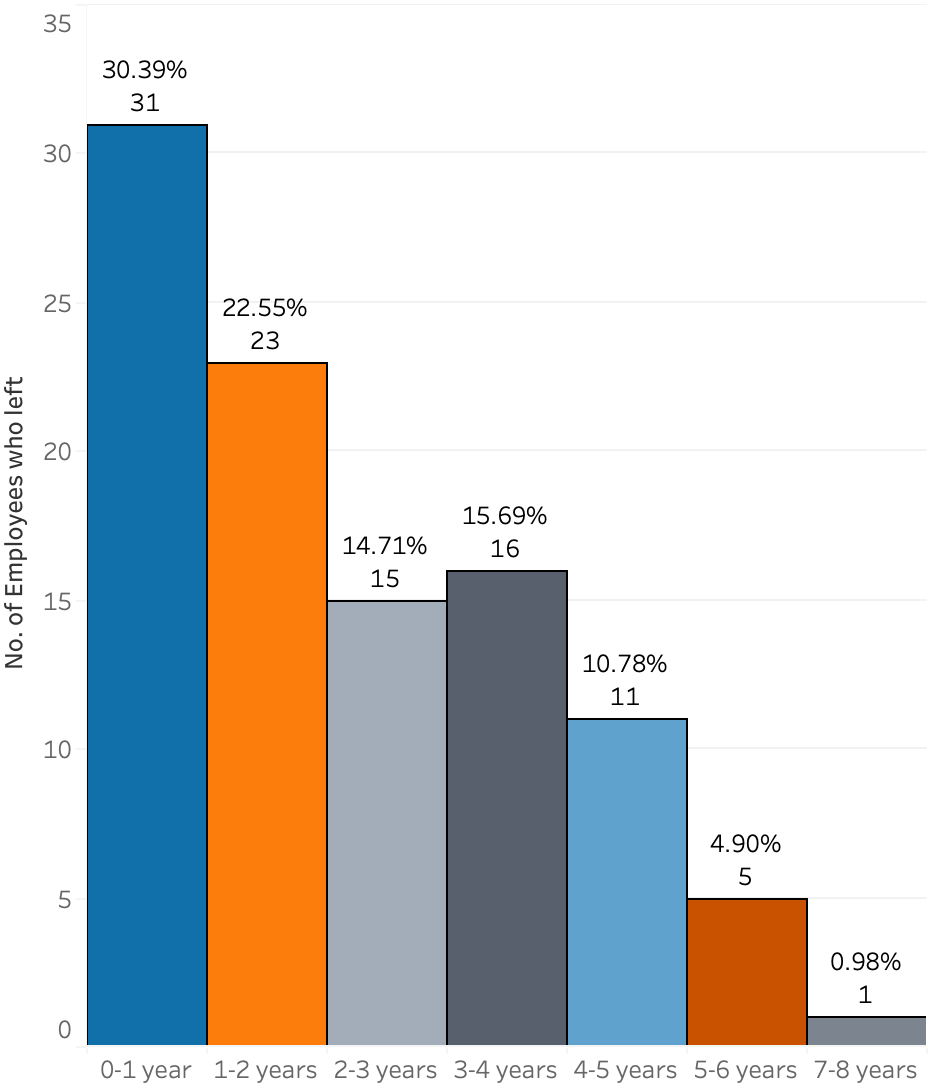 35
30
25
20
15
10
5
0
No. of Employees who left
30.39%
31
22.55%
23
14.71%
15
15.69%
16
10.78%
11
4.90%
5
0.98%
1
0-1 year
1-2 years
2-3 years
3-4 years
4-5 years
5-6 years
7-8 years